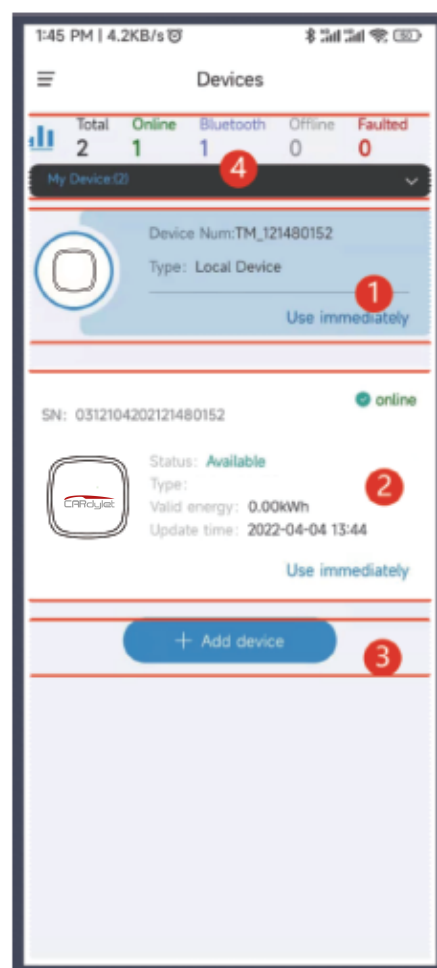 1:45 PM | 4.2KB/s
Devices
Total Online Bluetooth Offline Faulted
2 1 1 0 0
4
My Device:(2)
Device Num:TM_121480152
Type: Local Device
1
Use immediately
online
SN: 0312104202121480152
Status: Available
Type:
2
CARdylet
Valid energy: 0.00kWh
Update time: 2022-04-04 13:44
Use immediately
+ Add device
3